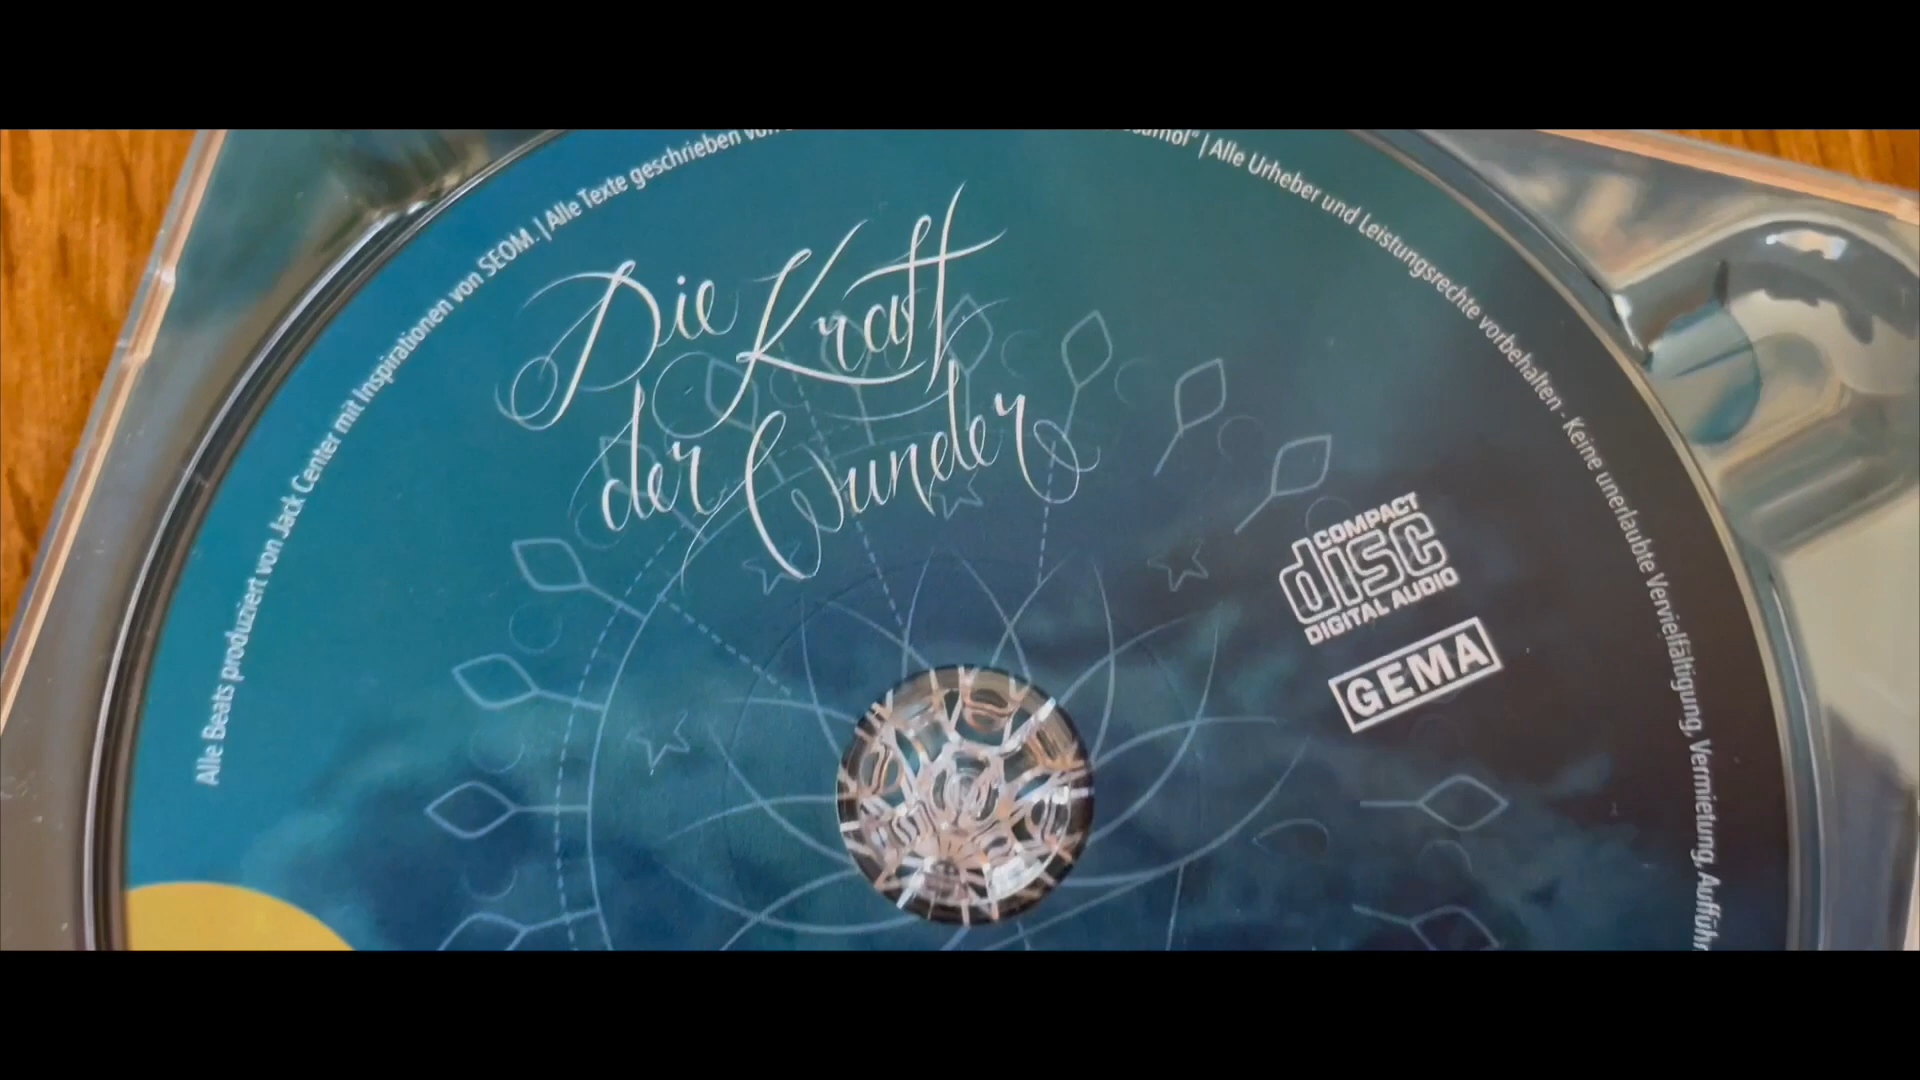 Alle Beats produziert von Jack Center mit Inspirationen von SEOM. | Alle Texte geschrieben von
| Alle Urheber und Leistungsrechte vorbehalten - Keine unerlaubte Vervielfältigung, Vermietung,
Die Kraft
der Wunder
COMPACT
disc
DIGITAL AUDIO
GEMA